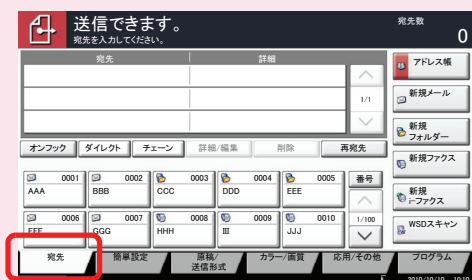 送信できます。
宛先を入力してください。
宛先数
0
宛先 詳細
1/1
オンフック ダイレクト チェーン 詳細/編集 削除 再宛先
0001 AAA
0002 BBB
0003 CCC
0004 DDD
0005 EEE
番号
0006 FFF
0007 GGG
0008 HHH
0009 III
0010 JJJ
1/100
アドレス帳
新規メール
新規
フォルダー
新規ファクス
新規
i-ファクス
WSDスキャン
宛先 簡単設定 原稿/
送信形式 カラー/画質 応用/その他 プログラム
2010/10/10 10:10